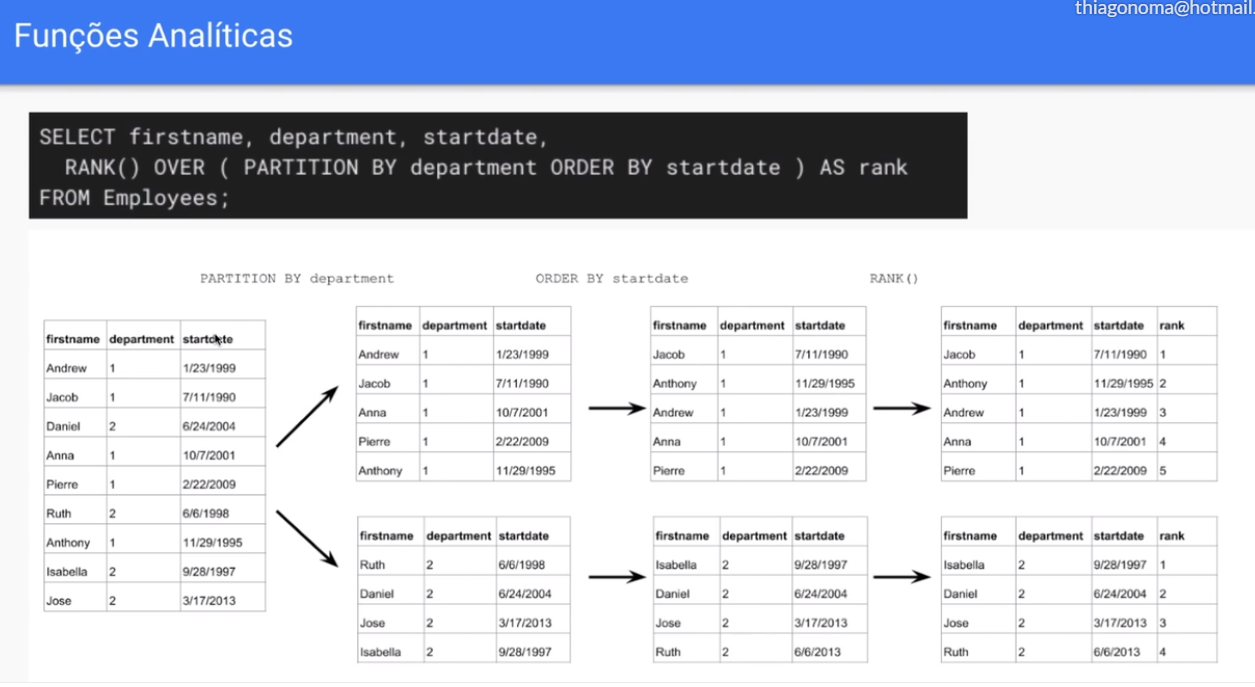 thiagonoma@hotmail.
Funções Analíticas
SELECT firstname, department, startdate,
RANK() OVER ( PARTITION BY department ORDER BY startdate ) AS rank
FROM Employees;
PARTITION BY department
ORDER BY startdate
RANK()
firstname department startdate
Andrew 1 1/23/1999
Jacob 1 7/11/1990
Daniel 2 6/24/2004
Anna 1 10/7/2001
Pierre 1 2/22/2009
Ruth 2 6/6/1998
Anthony 1 11/29/1995
Isabella 2 9/28/1997
Jose 2 3/17/2013
firstname department startdate
Andrew 1 1/23/1999
Jacob 1 7/11/1990
Anna 1 10/7/2001
Pierre 1 2/22/2009
Anthony 1 11/29/1995
firstname department startdate
Jacob 1 7/11/1990
Anthony 1 11/29/1995
Andrew 1 1/23/1999
Anna 1 10/7/2001
Pierre 1 2/22/2009
firstname department startdate rank
Jacob 1 7/11/1990 1
Anthony 1 11/29/1995 2
Andrew 1 1/23/1999 3
Anna 1 10/7/2001 4
Pierre 1 2/22/2009 5
firstname department startdate
Ruth 2 6/6/1998
Daniel 2 6/24/2004
Jose 2 3/17/2013
Isabella 2 9/28/1997
firstname department startdate
Isabella 2 9/28/1997
Daniel 2 6/24/2004
Jose 2 3/17/2013
Ruth 2 6/6/2013
firstname department startdate rank
Isabella 2 9/28/1997 1
Daniel 2 6/24/2004 2
Jose 2 3/17/2013 3
Ruth 2 6/6/2013 4